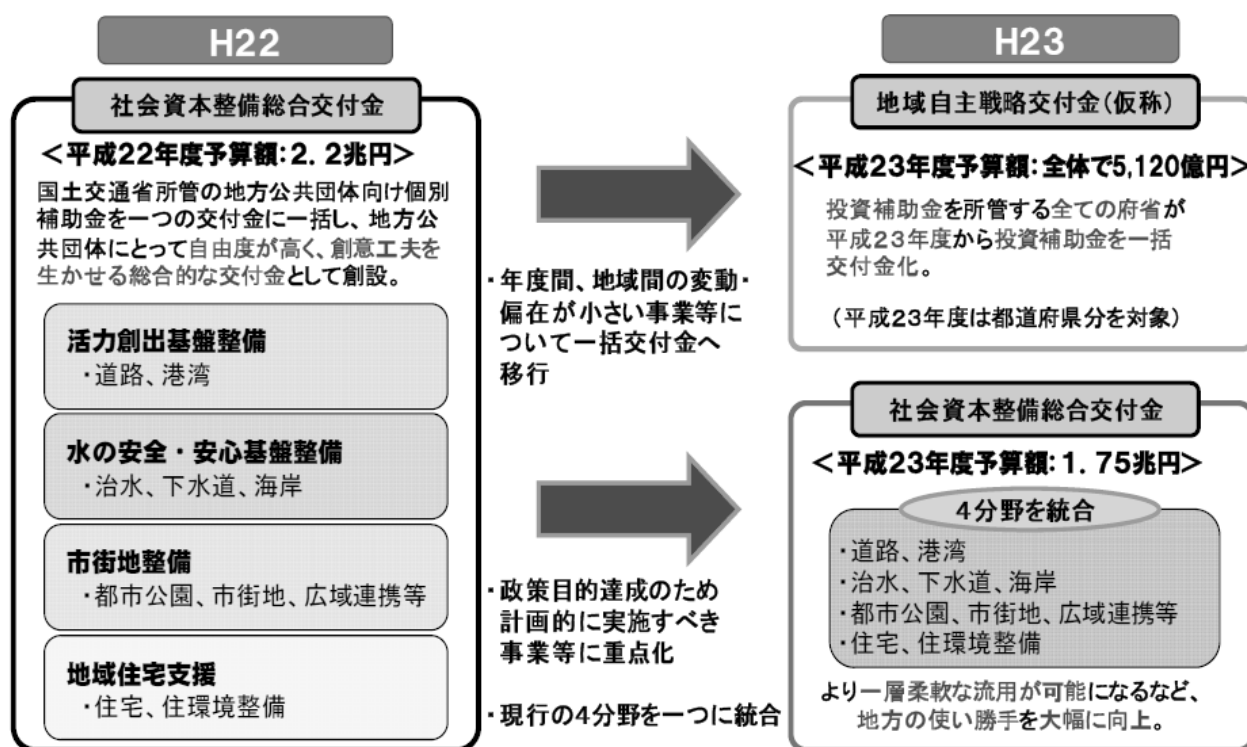 H22
社会資本整備総合交付金
＜平成22年度予算額：2．2兆円＞
国土交通省所管の地方公共団体向け個別
補助金を一つの交付金に一括し、地方公
共団体にとって自由度が高く、創意工夫を
生かせる総合的な交付金として創設。
活力創出基盤整備
・道路、港湾
水の安全・安心基盤整備
・治水、下水道、海岸
市街地整備
・都市公園、市街地、広域連携等
地域住宅支援
・住宅、住環境整備
・年度間、地域間の変動・
偏在が小さい事業等に
ついて一括交付金へ
移行
・政策目的達成のため
計画的に実施すべき
事業等に重点化
・現行の4分野を一つに統合
H23
地域自主戦略交付金（仮称）
＜平成23年度予算額：全体で5,120億円＞
投資補助金を所管する全ての府省が
平成23年度から投資補助金を一括
交付金化。
（平成23年度は都道府県分を対象）
社会資本整備総合交付金
＜平成23年度予算額：1．75兆円＞
4分野を統合
・道路、港湾
・治水、下水道、海岸
・都市公園、市街地、広域連携等
・住宅、住環境整備
より一層柔軟な流用が可能になるなど、
地方の使い勝手を大幅に向上。